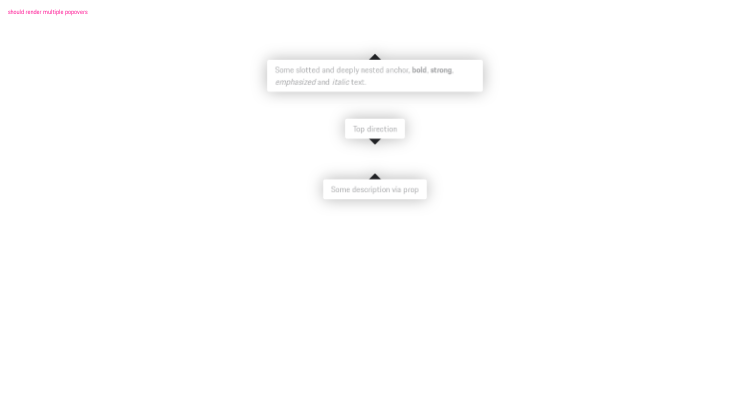 should render multiple popovers
Some slotted and deeply nested anchor, bold, strong,
emphasized and italic text.
Top direction
Some description via prop